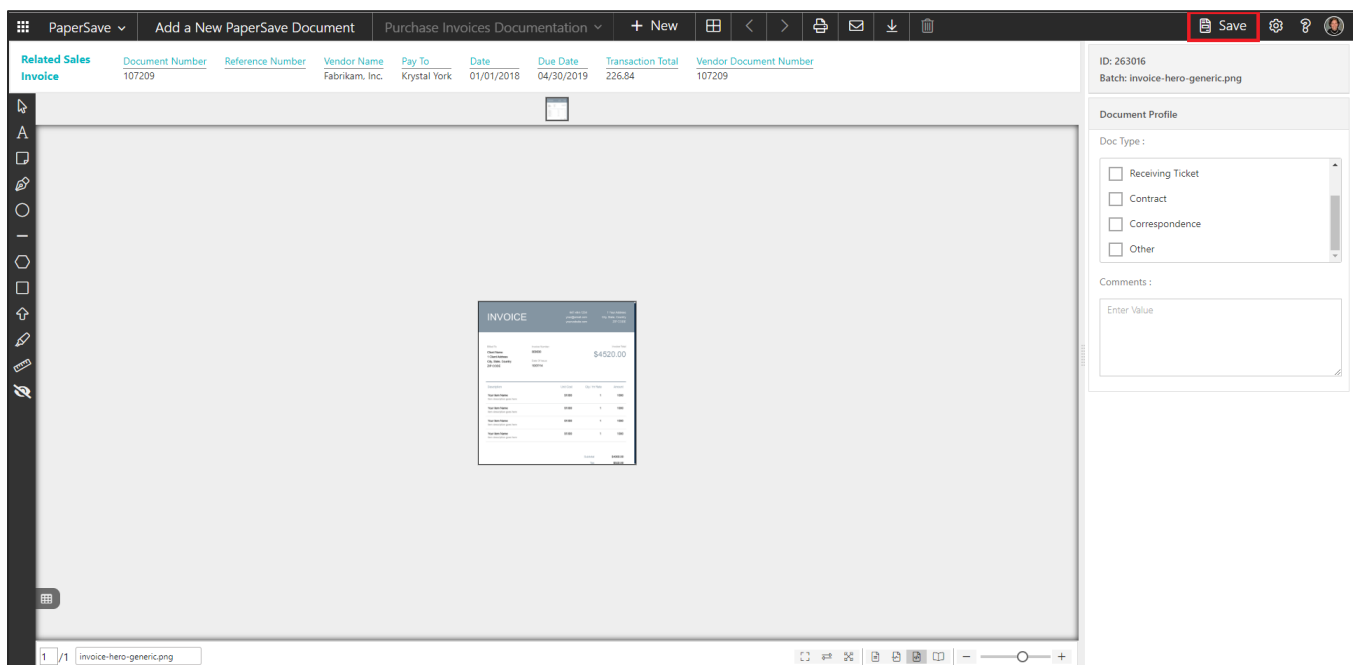 PaperSave Add a New PaperSave Document Purchase Invoices Documentation + New Save
Related Sales Invoice
Document Number Reference Number Vendor Name Pay To Date Due Date Transaction Total Vendor Document Number
107209 Fabrikam, Inc. Krystal York 01/01/2018 04/30/2019 226.84 107209
ID: 263016
Batch: invoice-hero-generic.png
Document Profile
Doc Type :
Receiving Ticket
Contract
Correspondence
Other
Comments :
Enter Value
A
INVOICE
$4520.00
1 /1 invoice-hero-generic.png